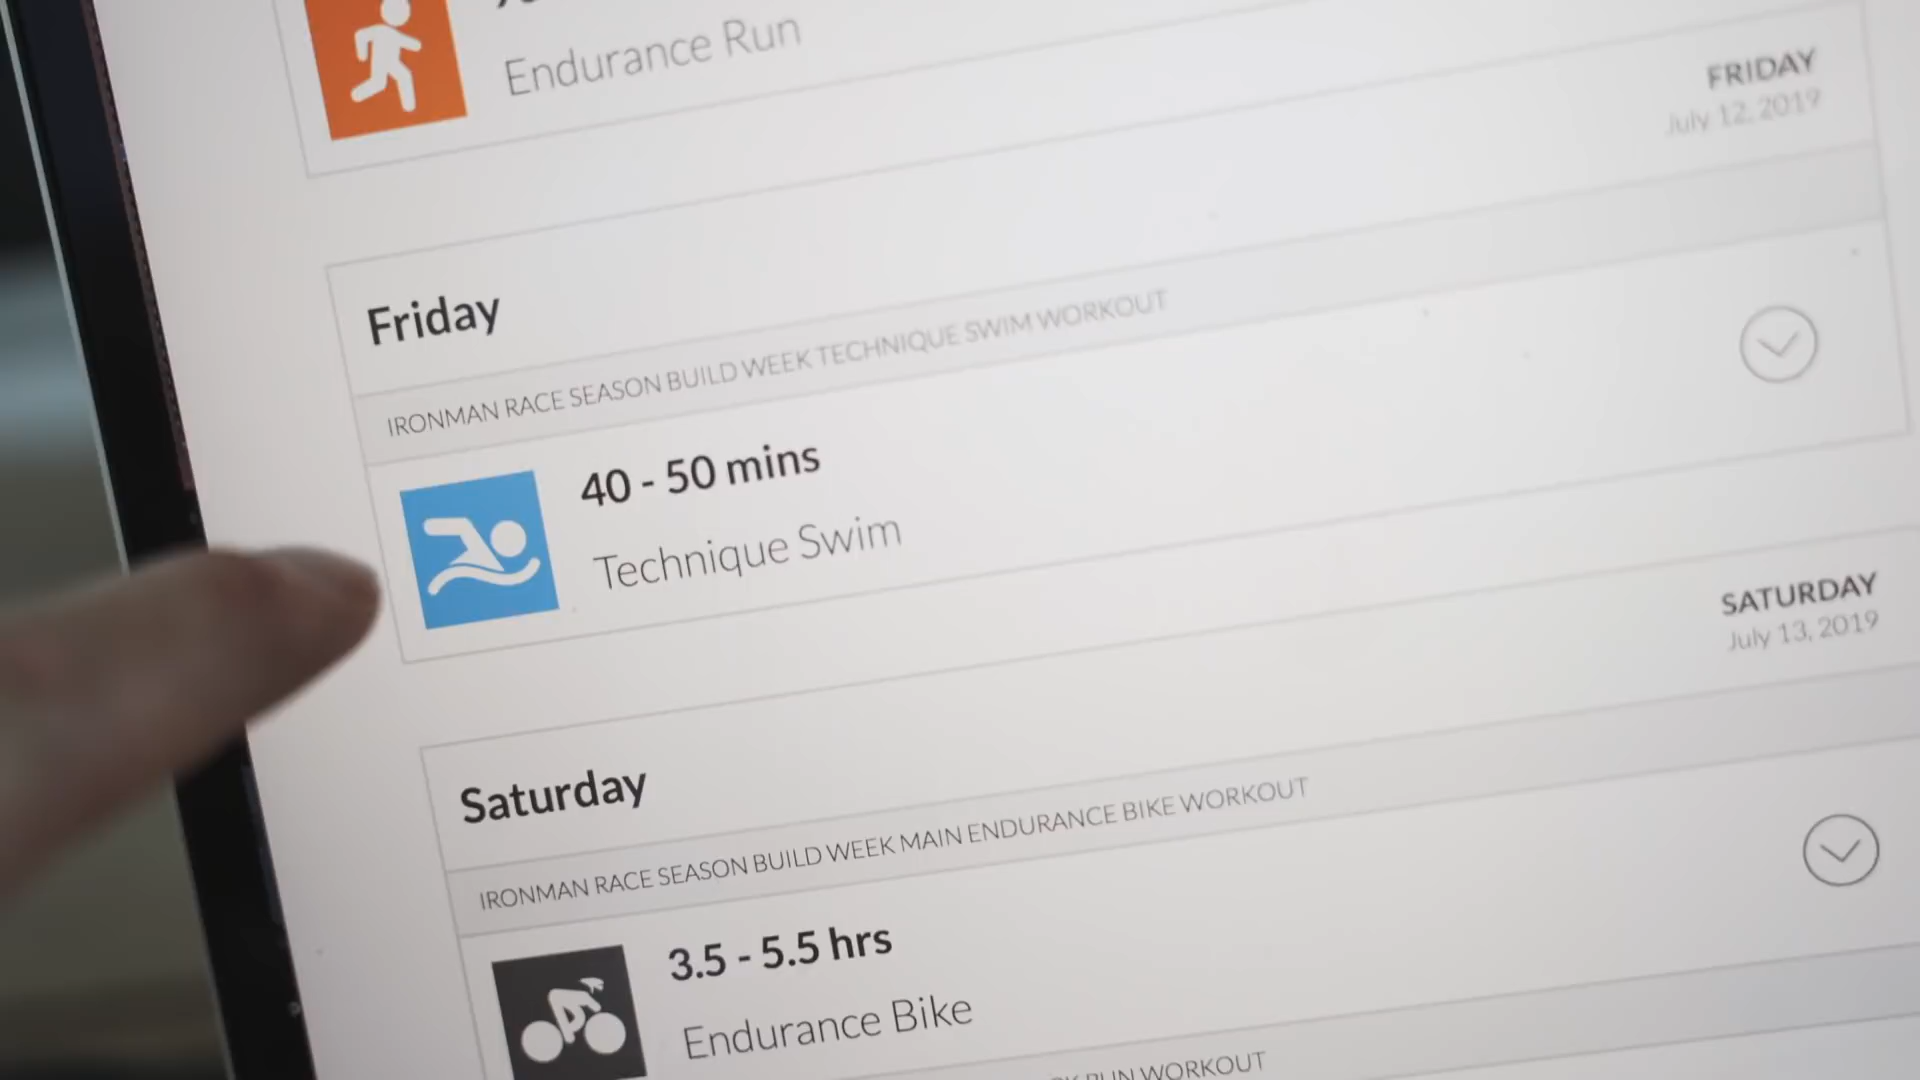 Endurance Run
FRIDAY
July 12, 2019
Friday
IRONMAN RACE SEASON BUILD WEEK TECHNIQUE SWIM WORKOUT
40 - 50 mins
Technique Swim
SATURDAY
July 13, 2019
Saturday
IRONMAN RACE SEASON BUILD WEEK MAIN ENDURANCE BIKE WORKOUT
3.5 - 5.5 hrs
Endurance Bike
RUN WORKOUT